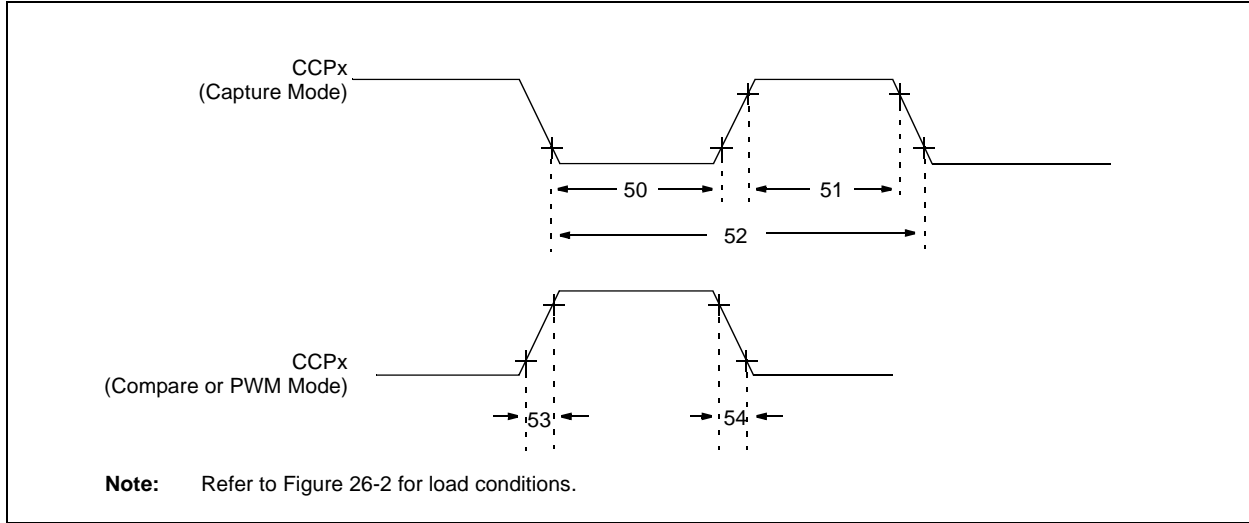 CCPx
(Capture Mode)
50
51
52
CCPx
(Compare or PWM Mode)
53
54
Note: Refer to Figure 26-2 for load conditions.